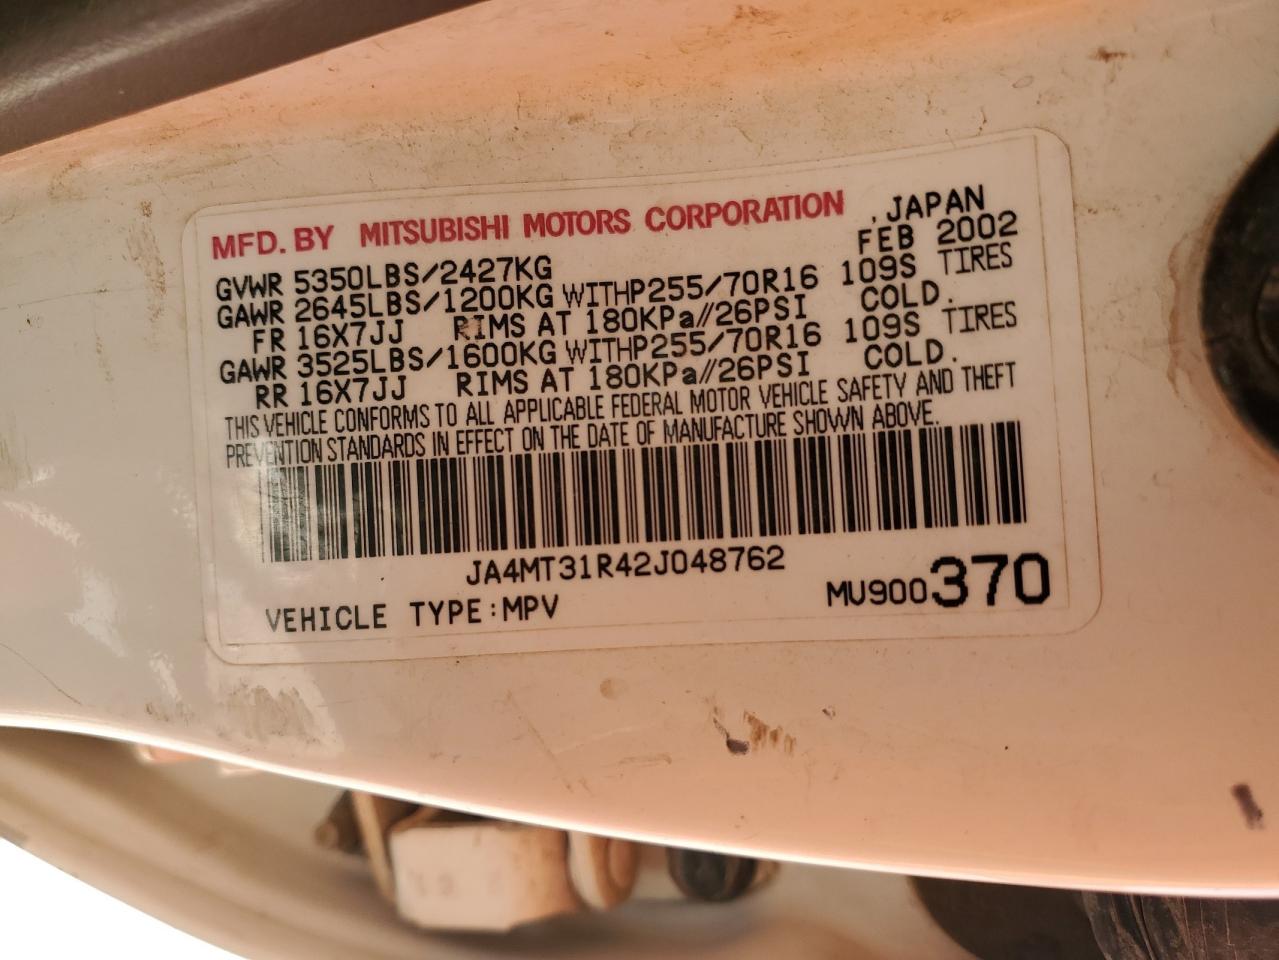 MFD. BY MITSUBISHI MOTORS CORPORATION , JAPAN
GVWR 5350LBS/2427KG FEB 2002
GAWR 2645LBS/1200KG WITHP255/70R16 109S TIRES
FR 16X7JJ RIMS AT 180KPa//26PSI COLD.
GAWR 3525LBS/1600KG WITHP255/70R16 109S TIRES
RR 16X7JJ RIMS AT 180KPa//26PSI COLD.
THIS VEHICLE CONFORMS TO ALL APPLICABLE FEDERAL MOTOR VEHICLE SAFETY AND THEFT
PREVENTION STANDARDS IN EFFECT ON THE DATE OF MANUFACTURE SHOWN ABOVE.
JA4MT31R42J048762
VEHICLE TYPE:MPV MU900370